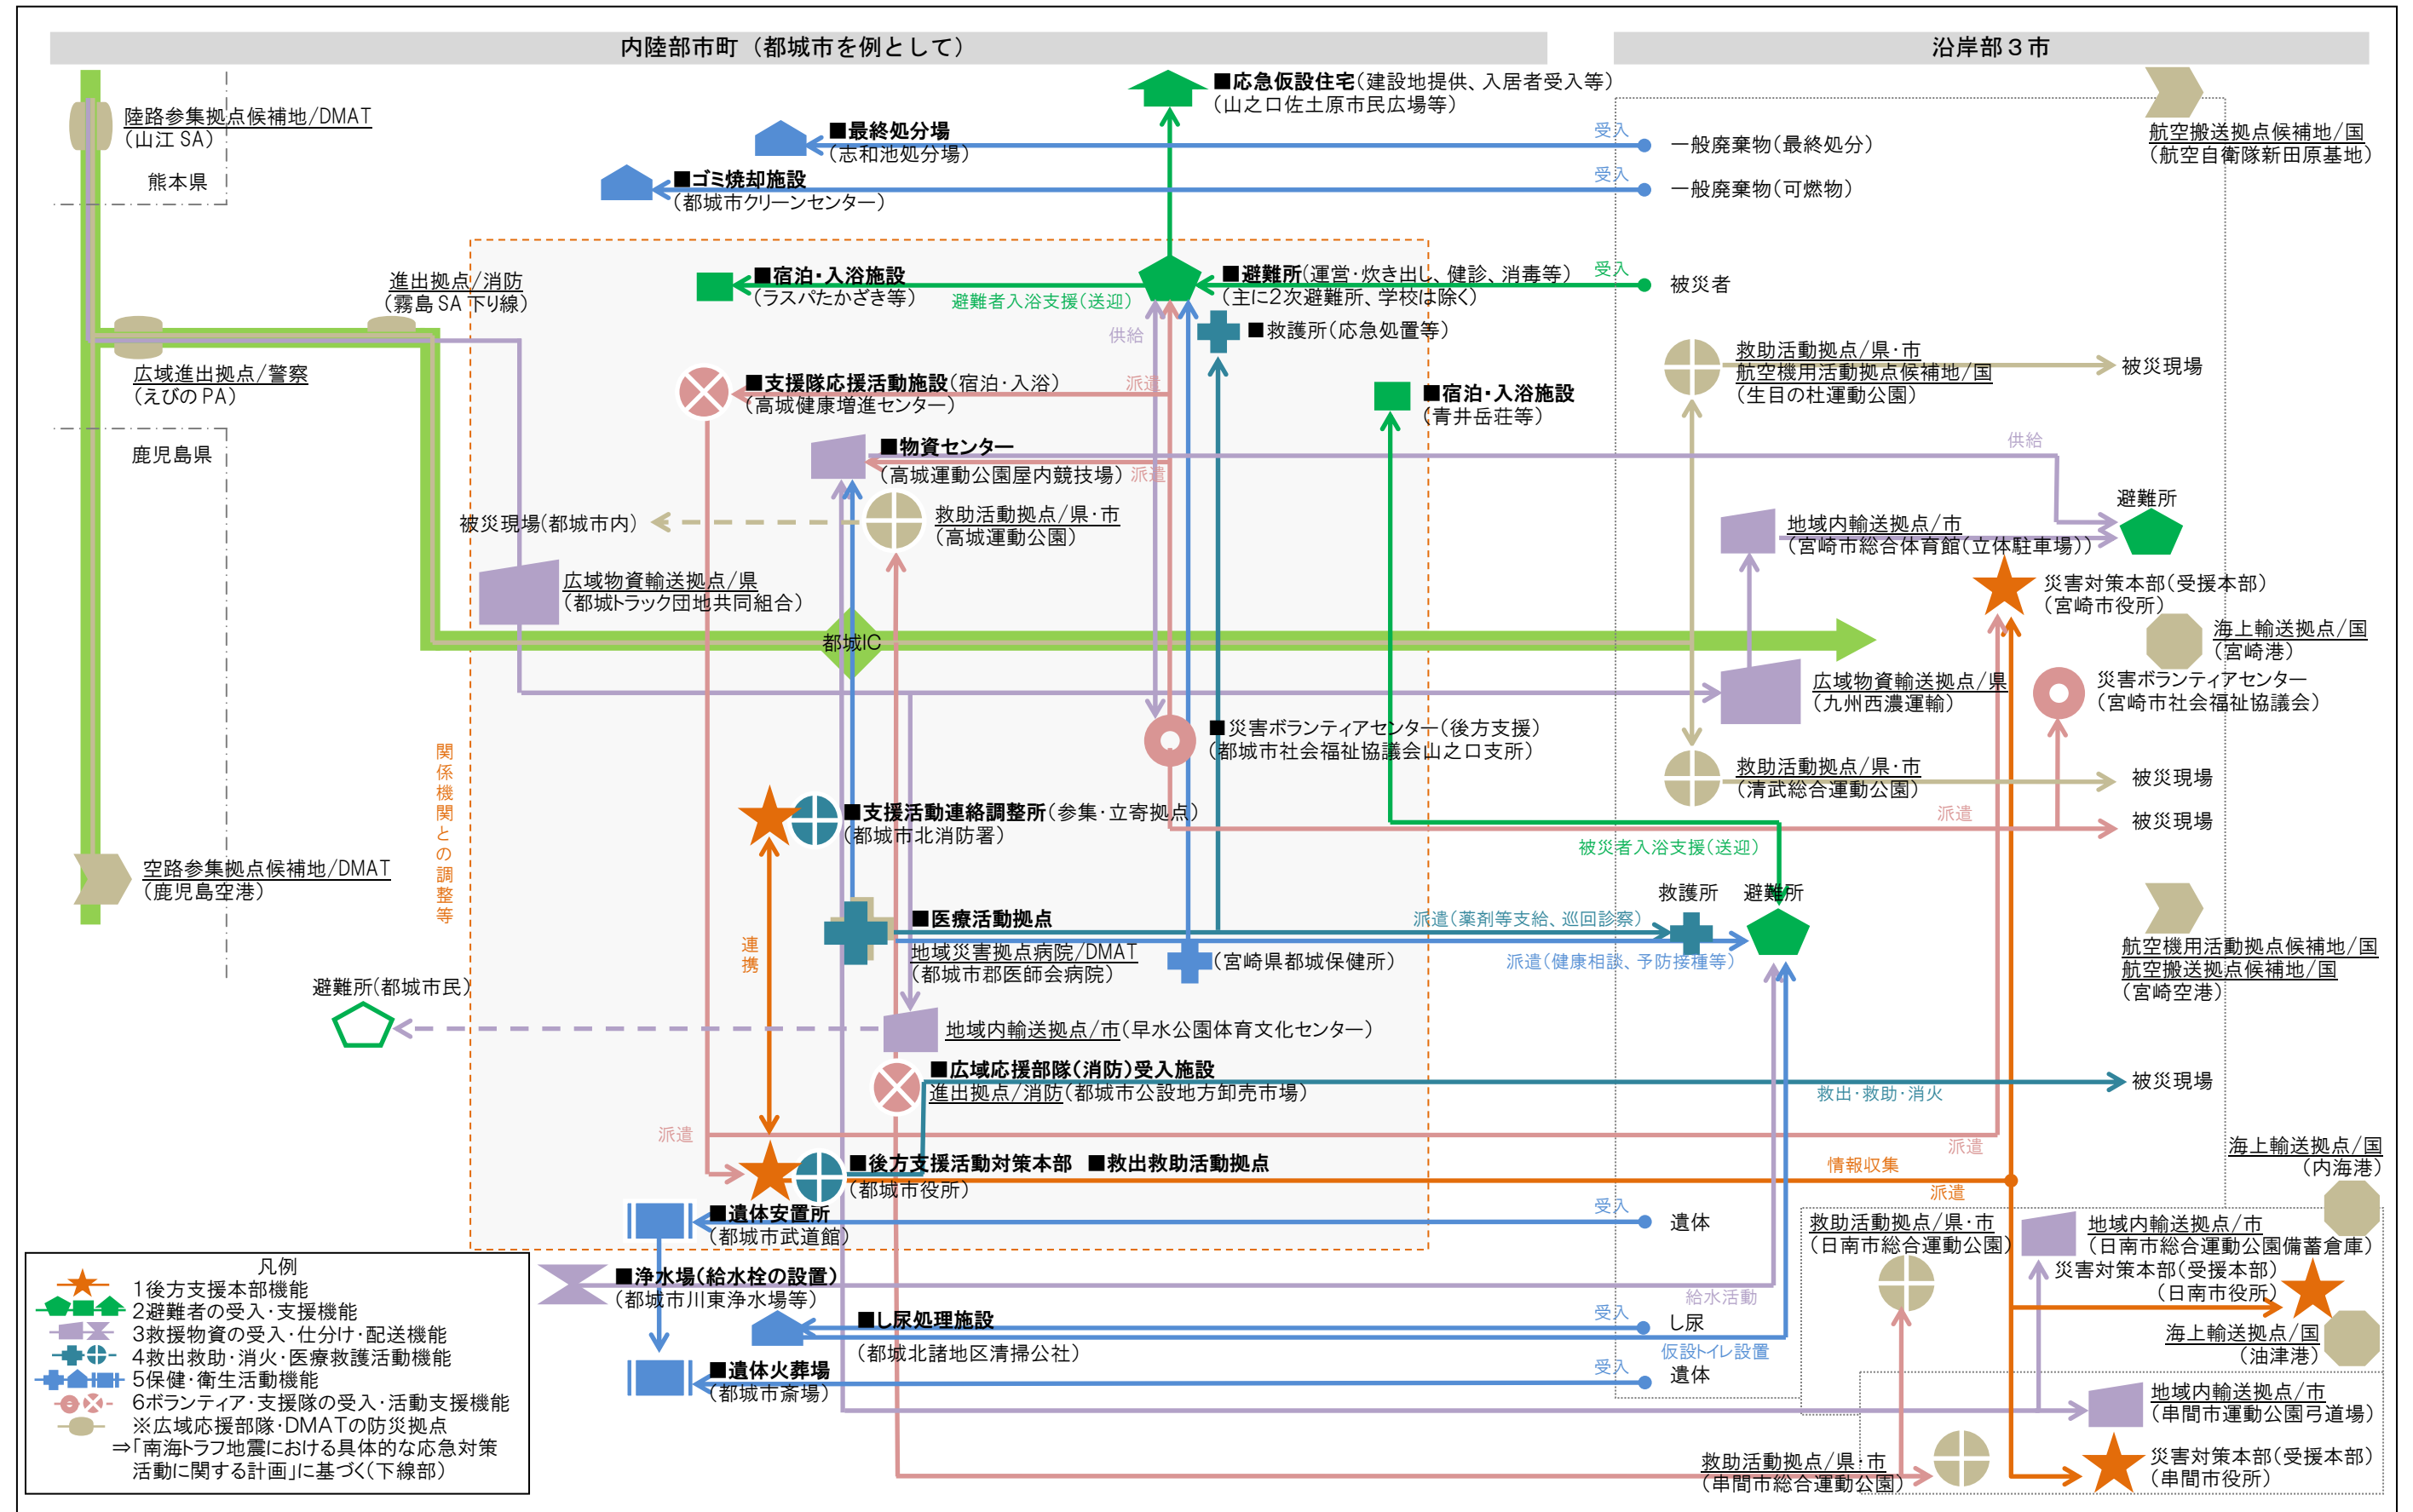 内陸部市町（都城市を例として）
沿岸部３市
■応急仮設住宅(建設地提供、入居者受入等)
(山之口佐土原市民広場等)
陸路参集拠点候補地/DMAT
(山江 SA)
熊本県
■最終処分場
(志和池処分場)
受入
一般廃棄物(最終処分)
航空搬送拠点候補地/国
(航空自衛隊新田原基地)
■ゴミ焼却施設
(都城市クリーンセンター)
受入
一般廃棄物(可燃物)
進出拠点/消防
(霧島 SA 下り線)
■宿泊・入浴施設
(ラスパたかざき等)
避難者入浴支援(送迎)
■避難所(運営・炊き出し、健診、消毒等)
(主に２次避難所、学校は除く)
受入
被災者
供給
■救護所(応急処置等)
広域進出拠点/警察
(えびの PA)
■支援隊応援活動施設(宿泊・入浴)
(高城健康増進センター)
派遣
救助活動拠点/県・市
航空機用活動拠点候補地/国
(生目の杜運動公園)
被災現場
■宿泊・入浴施設
(青井岳荘等)
鹿児島県
■物資センター
(高城運動公園屋内競技場)
派遣
供給
被災現場(都城市内)
救助活動拠点/県・市
(高城運動公園)
避難所
地域内輸送拠点/市
(宮崎市総合体育館(立体駐車場))
広域物資輸送拠点/県
(都城トラック団地共同組合)
災害対策本部(受援本部)
(宮崎市役所)
都城IC
海上輸送拠点/国
(宮崎港)
広域物資輸送拠点/県
(九州西濃運輸)
災害ボランティアセンター
(宮崎市社会福祉協議会)
■災害ボランティアセンター(後方支援)
(都城市社会福祉協議会山之口支所)
関係機関との調整等
救助活動拠点/県・市
(清武総合運動公園)
被災現場
■支援活動連絡調整所(参集・立寄拠点)
(都城市北消防署)
派遣
被災現場
被災者入浴支援(送迎)
空路参集拠点候補地/DMAT
(鹿児島空港)
救護所
避難所
連携
■医療活動拠点
地域災害拠点病院/DMAT
(都城市郡医師会病院)
派遣(薬剤等支給、巡回診察)
(宮崎県都城保健所)
派遣(健康相談、予防接種等)
航空機用活動拠点候補地/国
航空搬送拠点候補地/国
(宮崎空港)
避難所(都城市民)
地域内輸送拠点/市(早水公園体育文化センター)
■広域応援部隊(消防)受入施設
進出拠点/消防(都城市公設地方卸売市場)
被災現場
救出・救助・消火
派遣
派遣
海上輸送拠点/国
(内海港)
■後方支援活動対策本部　■救出救助活動拠点
(都城市役所)
情報収集
派遣
■遺体安置所
(都城市武道館)
受入
遺体
救助活動拠点/県・市
(日南市総合運動公園)
地域内輸送拠点/市
(日南市総合運動公園備蓄倉庫)
■浄水場(給水栓の設置)
(都城市川東浄水場等)
給水活動
災害対策本部(受援本部)
(日南市役所)
■し尿処理施設
(都城北諸地区清掃公社)
受入
し尿
仮設トイレ設置
海上輸送拠点/国
(油津港)
■遺体火葬場
(都城市斎場)
受入
遺体
地域内輸送拠点/市
(串間市運動公園弓道場)
救助活動拠点/県・市
(串間市総合運動公園)
災害対策本部(受援本部)
(串間市役所)
凡例
１後方支援本部機能
２避難者の受入・支援機能
３救援物資の受入・仕分け・配送機能
４救出救助・消火・医療救護活動機能
５保健・衛生活動機能
６ボランティア・支援隊の受入・活動支援機能
※広域応援部隊・DMATの防災拠点
⇒「南海トラフ地震における具体的な応急対策
活動に関する計画」に基づく(下線部)